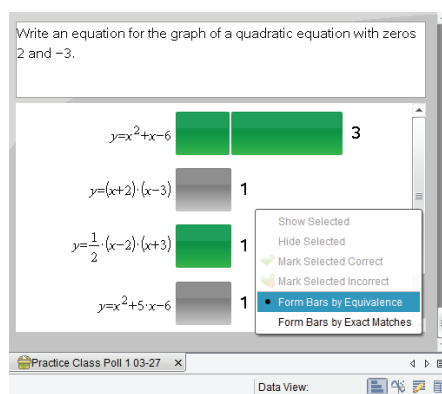 Write an equation for the graph of a quadratic equation with zeros
2 and −3.
y=x²+x−6 3
y=(x+2)·(x−3) 1
y=1/2·(x−2)·(x+3) 1
y=x²+5·x−6 1
Show Selected
Hide Selected
Mark Selected Correct
Mark Selected Incorrect
Form Bars by Equivalence
Form Bars by Exact Matches
Practice Class Poll 1 03-27 ×
Data View: